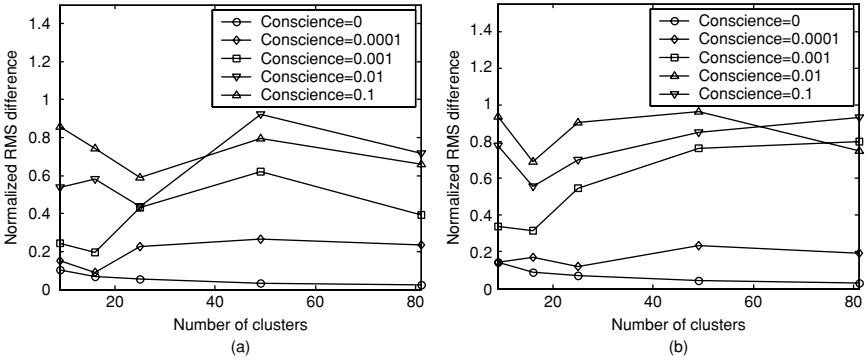 1.4
1.2
1
0.8
0.6
0.4
0.2
0
Normalized RMS difference
Conscience=0
Conscience=0.0001
Conscience=0.001
Conscience=0.01
Conscience=0.1
20
40
60
80
Number of clusters
(a)
1.4
1.2
1
0.8
0.6
0.4
0.2
0
Normalized RMS difference
Conscience=0
Conscience=0.0001
Conscience=0.001
Conscience=0.01
Conscience=0.1
20
40
60
80
Number of clusters
(b)